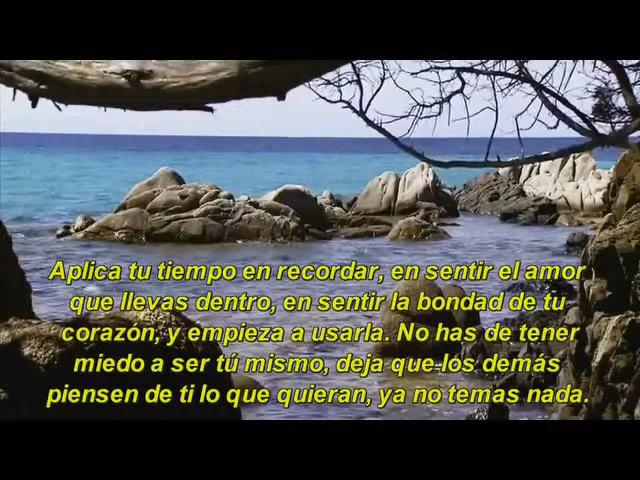 Aplica tu tiempo en recordar, en sentir el amor
que llevas dentro, en sentir la bondad de tu
corazón, y empieza a usarla. No has de tener
miedo a ser tú mismo, deja que los demás
piensen de ti lo que quieran, ya no temas nada.